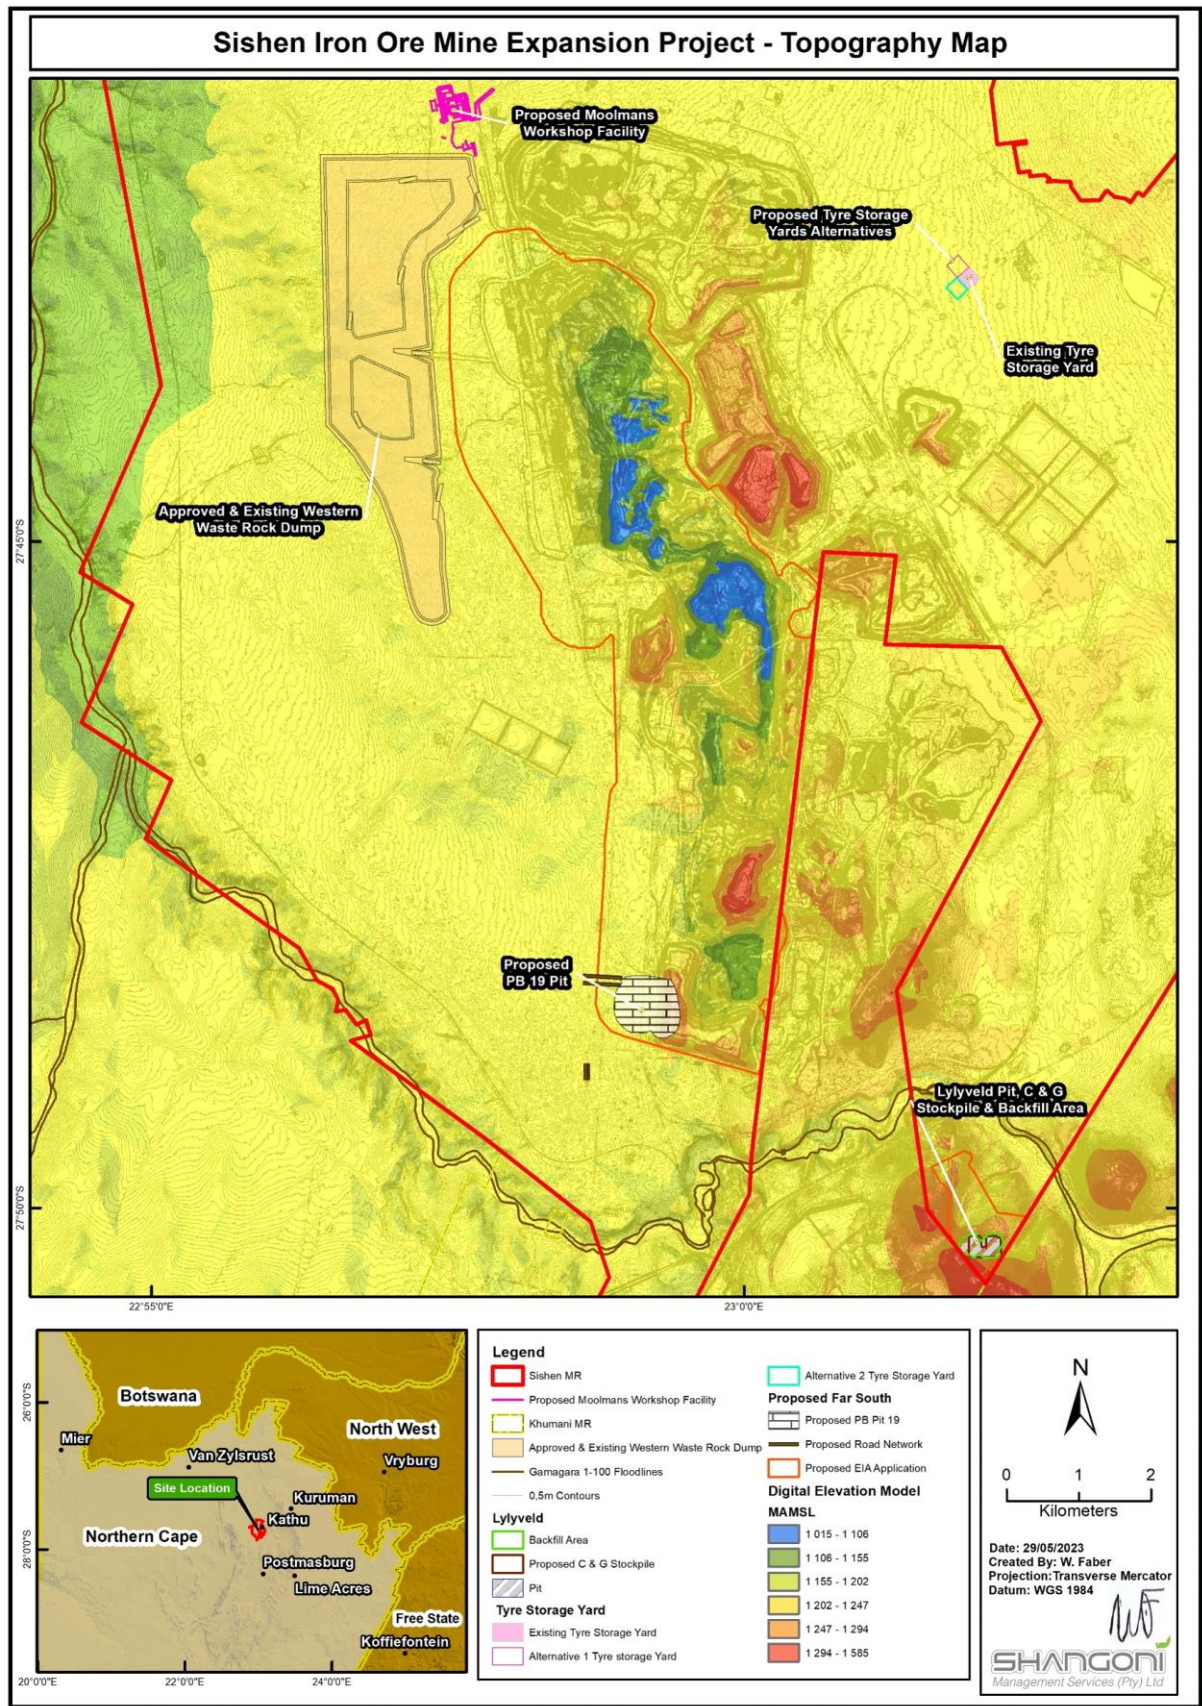 Sishen Iron Ore Mine Expansion Project - Topography Map
Proposed Moolmans
Workshop Facility
Proposed Tyre Storage
Yards Alternatives
Existing Tyre
Storage Yard
Approved & Existing Western
Waste Rock Dump
27°45'0"S
Proposed
PB 19 Pit
Lylyveld Pit, C & G
Stockpile & Backfill Area
27°50'0"S
22°55'0"E
23°0'0"E
Botswana
North West
Mier
Van Zylsrust
Vryburg
Site Location
Kuruman
Kathu
Northern Cape
Postmasburg
Lime Acres
Free State
Koffiefontein
26°0'0"S
28°0'0"S
20°0'0"E
22°0'0"E
24°0'0"E
Legend
Sishen MR
Proposed Moolmans Workshop Facility
Khumani MR
Approved & Existing Western Waste Rock Dump
Gamagara 1-100 Floodlines
0,5m Contours
Lylyveld
Backfill Area
Proposed C & G Stockpile
Pit
Tyre Storage Yard
Existing Tyre Storage Yard
Alternative 1 Tyre storage Yard
Alternative 2 Tyre Storage Yard
Proposed Far South
Proposed PB Pit 19
Proposed Road Network
Proposed EIA Application
Digital Elevation Model
MAMSL
1 015 - 1 106
1 106 - 1 155
1 155 - 1 202
1 202 - 1 247
1 247 - 1 294
1 294 - 1 585
N
0 1 2
Kilometers
Date: 29/05/2023
Created By: W. Faber
Projection:Transverse Mercator
Datum: WGS 1984
SHANGONI
Management Services (Pty) Ltd